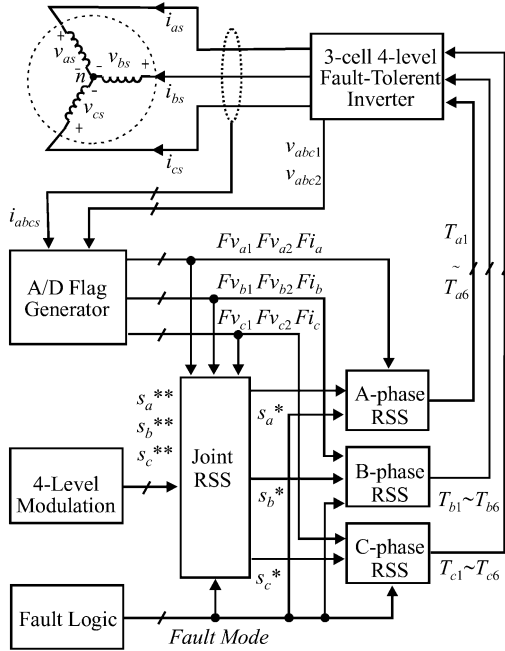 i_as
+
v_as
-
n
-
v_bs
+
i_bs
-
v_cs
+
i_cs
3-cell 4-level
Fault-Tolerent
Inverter
v_abc1
v_abc2
i_abcs
A/D Flag
Generator
Fv_a1 Fv_a2 Fi_a
Fv_b1 Fv_b2 Fi_b
Fv_c1 Fv_c2 Fi_c
T_a1
~
T_a6
s_a**
s_b**
s_c**
Joint
RSS
s_a*
s_b*
s_c*
A-phase
RSS
B-phase
RSS
T_b1~T_b6
C-phase
RSS
T_c1~T_c6
4-Level
Modulation
Fault Logic
Fault Mode